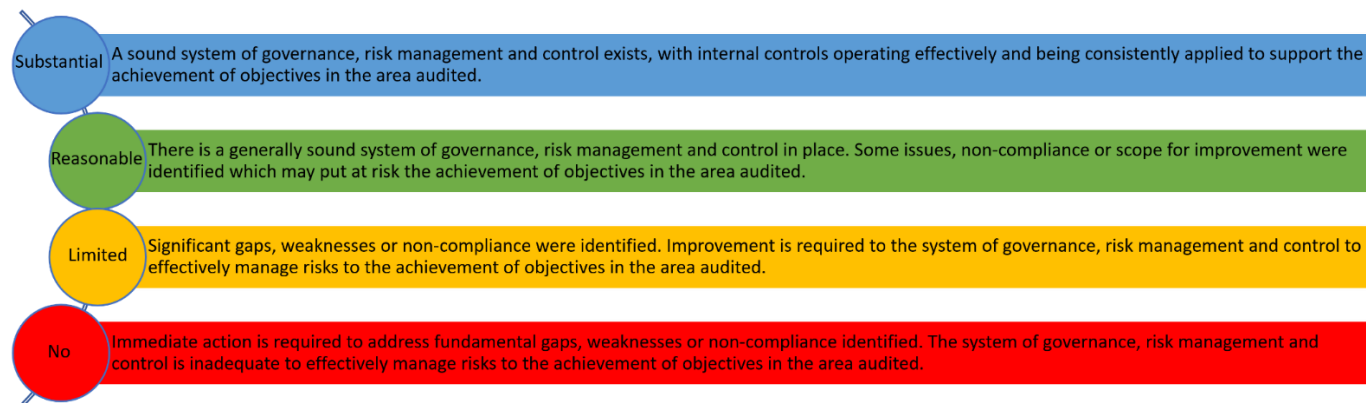 Substantial
A sound system of governance, risk management and control exists, with internal controls operating effectively and being consistently applied to support the
achievement of objectives in the area audited.
Reasonable
There is a generally sound system of governance, risk management and control in place. Some issues, non-compliance or scope for improvement were
identified which may put at risk the achievement of objectives in the area audited.
Limited
Significant gaps, weaknesses or non-compliance were identified. Improvement is required to the system of governance, risk management and control to
effectively manage risks to the achievement of objectives in the area audited.
No
Immediate action is required to address fundamental gaps, weaknesses or non-compliance identified. The system of governance, risk management and
control is inadequate to effectively manage risks to the achievement of objectives in the area audited.